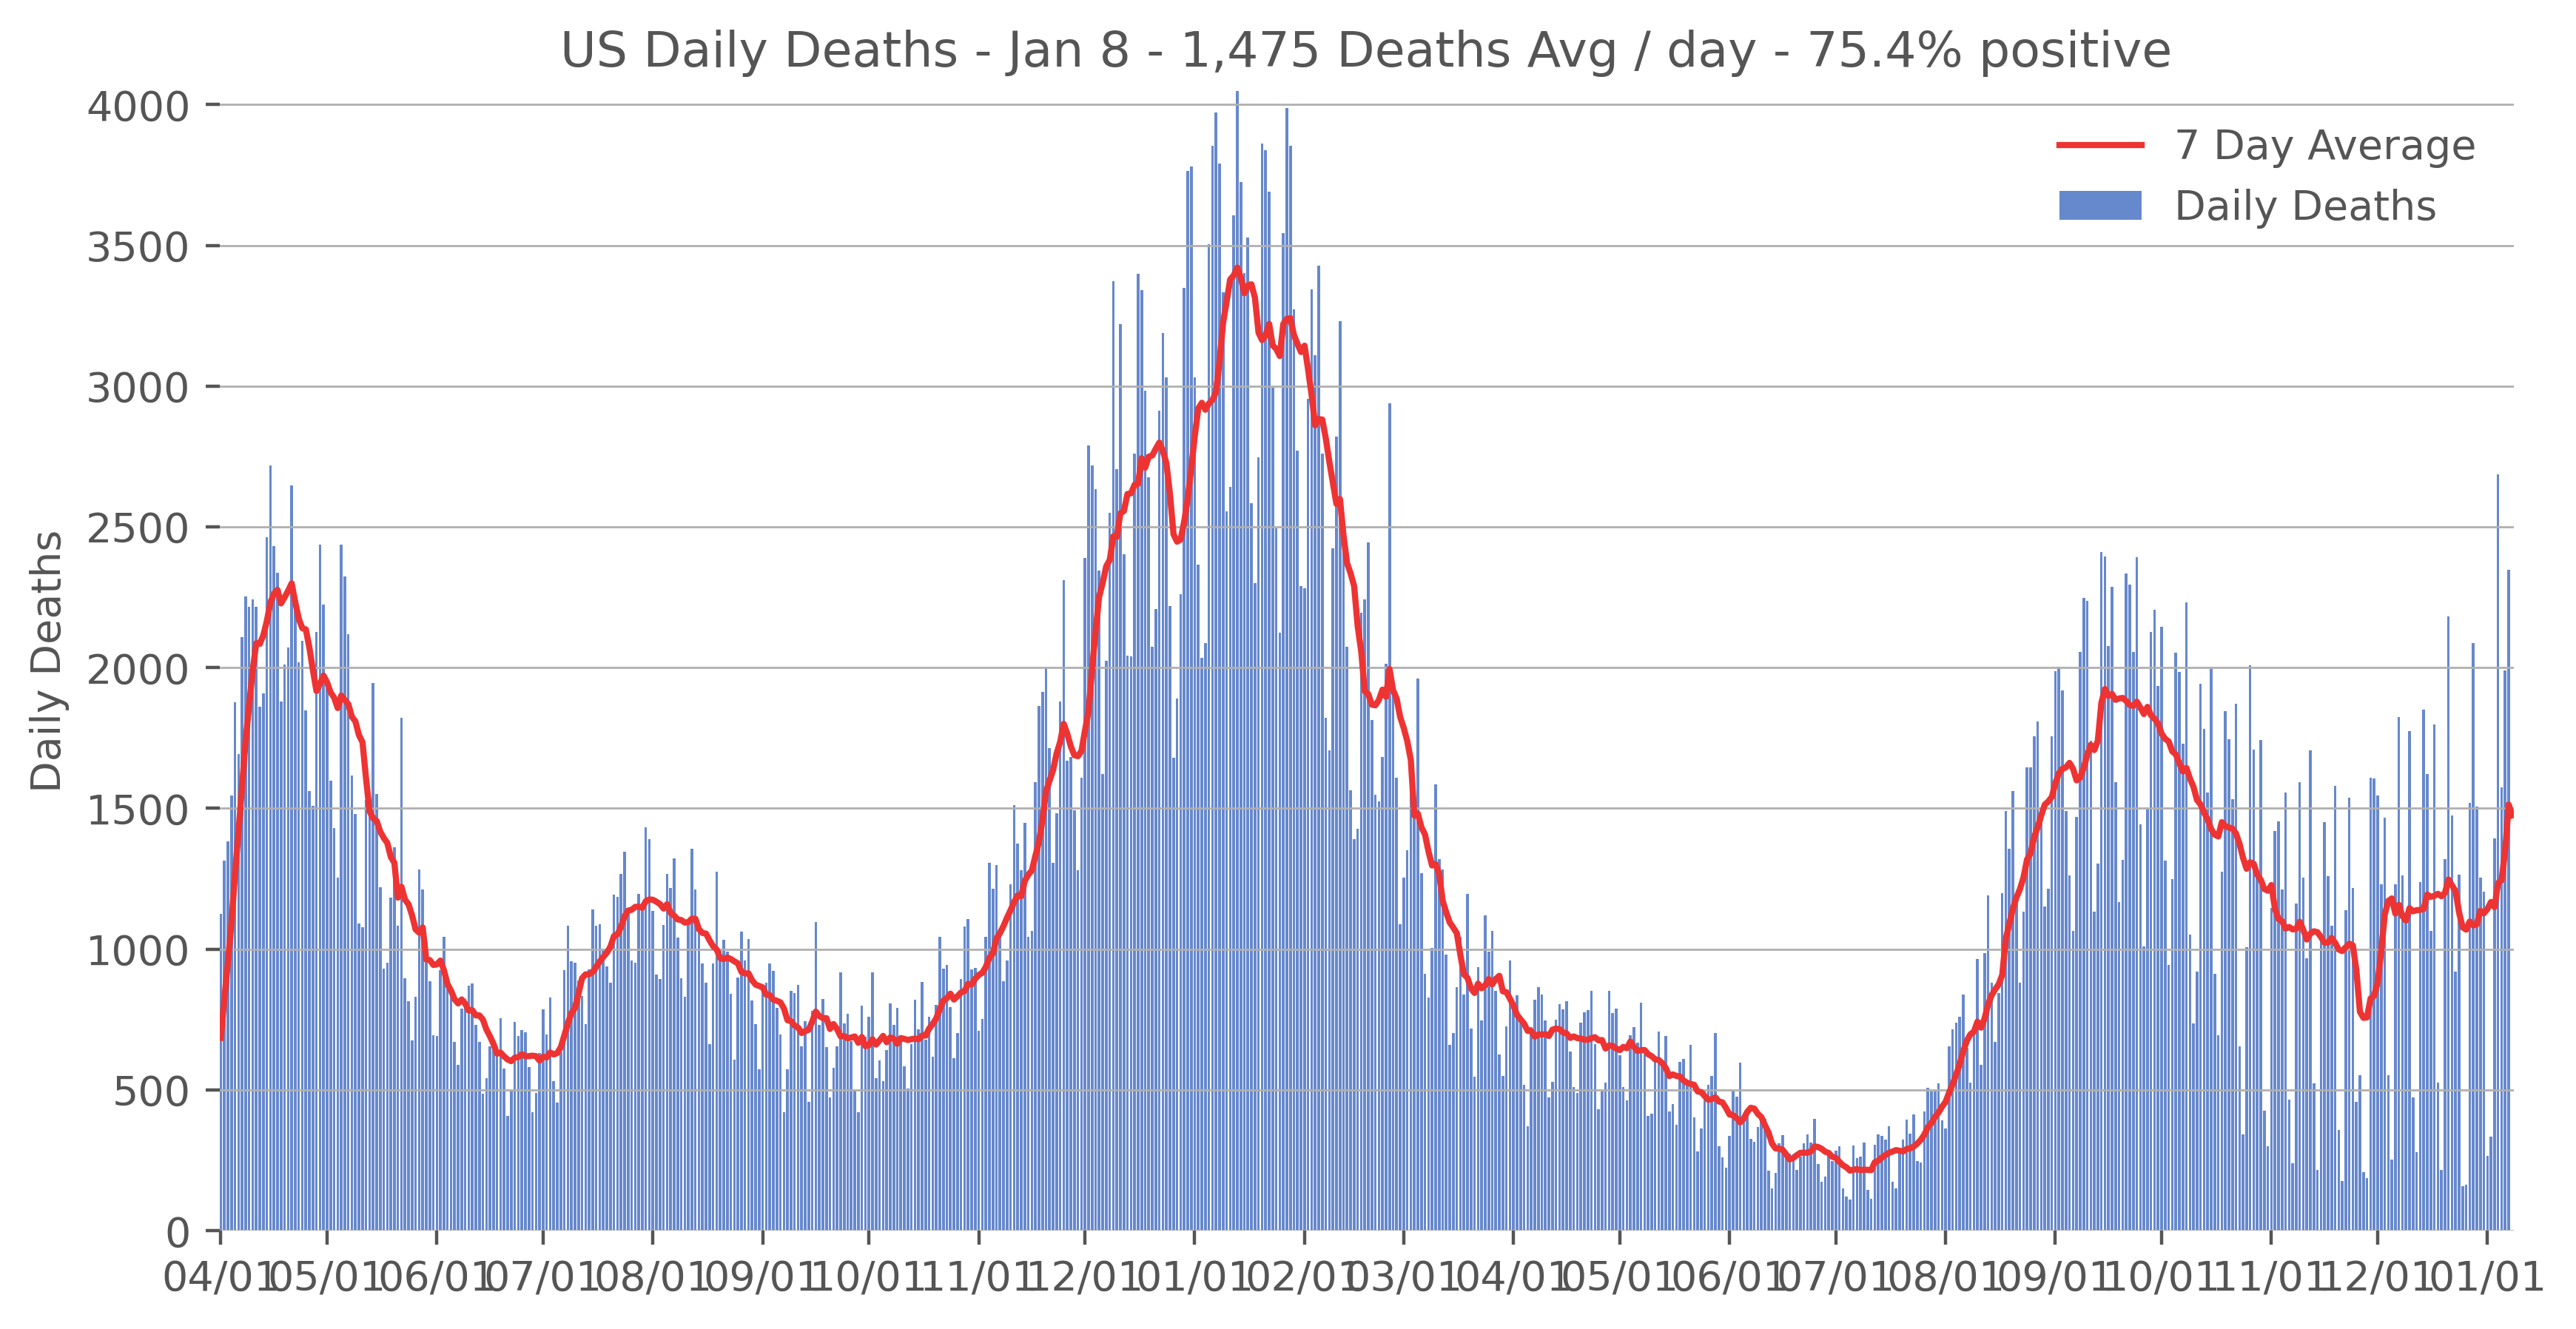 US Daily Deaths - Jan 8 - 1,475 Deaths Avg / day - 75.4% positive
7 Day Average
Daily Deaths
Daily Deaths
4000
3500
3000
2500
2000
1500
1000
500
0
04/01 05/01 06/01 07/01 08/01 09/01 10/01 11/01 12/01 01/01 02/01 03/01 04/01 05/01 06/01 07/01 08/01 09/01 10/01 11/01 12/01 01/01